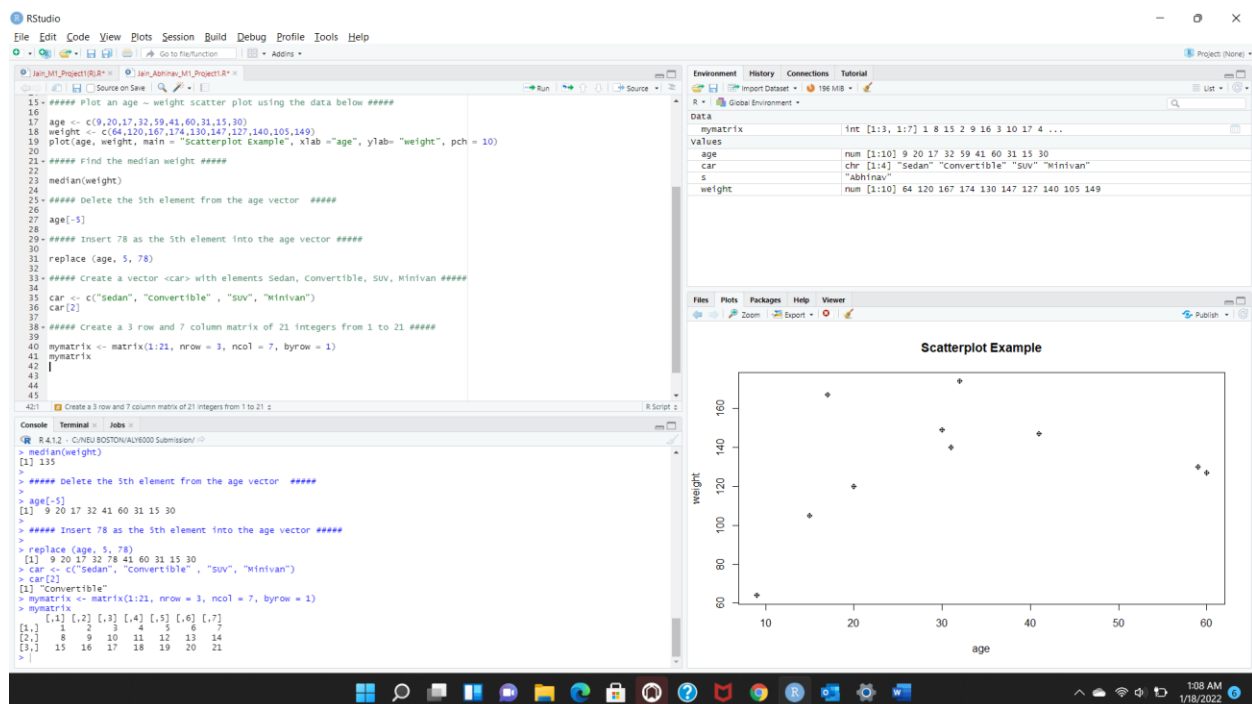 RStudio
File Edit Code View Plots Session Build Debug Profile Tools Help
Go to file/function Addins
Project: (None)
Jain_M1_Project1(R).R* Jain_Abhinav_M1_Project1.R*
Source on Save Run Source
15 ##### Plot an age ~ weight scatter plot using the data below #####
16
17 age <- c(9,20,17,32,59,41,60,31,15,30)
18 weight <- c(64,120,167,174,130,147,127,140,105,149)
19 plot(age, weight, main = "Scatterplot Example", xlab ="age", ylab= "weight", pch = 10)
20
21 ##### Find the median weight #####
22
23 median(weight)
24
25 ##### Delete the 5th element from the age vector #####
26
27 age[-5]
28
29 ##### Insert 78 as the 5th element into the age vector #####
30
31 replace (age, 5, 78)
32
33 ##### Create a vector <car> with elements Sedan, Convertible, SUV, Minivan #####
34
35 car <- c("Sedan", "Convertible" , "SUV", "Minivan")
36 car[2]
37
38 ##### Create a 3 row and 7 column matrix of 21 integers from 1 to 21 #####
39
40 mymatrix <- matrix(1:21, nrow = 3, ncol = 7, byrow = 1)
41 mymatrix
42
43
44
45
42:1 Create a 3 row and 7 column matrix of 21 integers from 1 to 21 R Script
Console Terminal Jobs
R 4.1.2 · C:/NEU BOSTON/ALY6000 Submission/
> median(weight)
[1] 135
>
> ##### Delete the 5th element from the age vector #####
>
> age[-5]
[1] 9 20 17 32 41 60 31 15 30
>
> ##### Insert 78 as the 5th element into the age vector #####
>
> replace (age, 5, 78)
[1] 9 20 17 32 78 41 60 31 15 30
> car <- c("Sedan", "Convertible" , "SUV", "Minivan")
> car[2]
[1] "Convertible"
> mymatrix <- matrix(1:21, nrow = 3, ncol = 7, byrow = 1)
> mymatrix
[,1] [,2] [,3] [,4] [,5] [,6] [,7]
[1,] 1 2 3 4 5 6 7
[2,] 8 9 10 11 12 13 14
[3,] 15 16 17 18 19 20 21
>
Environment History Connections Tutorial
Import Dataset 196 MiB List
R Global Environment
Data
mymatrix int [1:3, 1:7] 1 8 15 2 9 16 3 10 17 4 ...
Values
age num [1:10] 9 20 17 32 59 41 60 31 15 30
car chr [1:4] "Sedan" "Convertible" "SUV" "Minivan"
s "Abhinav"
weight num [1:10] 64 120 167 174 130 147 127 140 105 149
Files Plots Packages Help Viewer
Zoom Export Publish
Scatterplot Example
weight
160
140
120
100
80
60
10 20 30 40 50 60
age
1:08 AM
1/18/2022
6